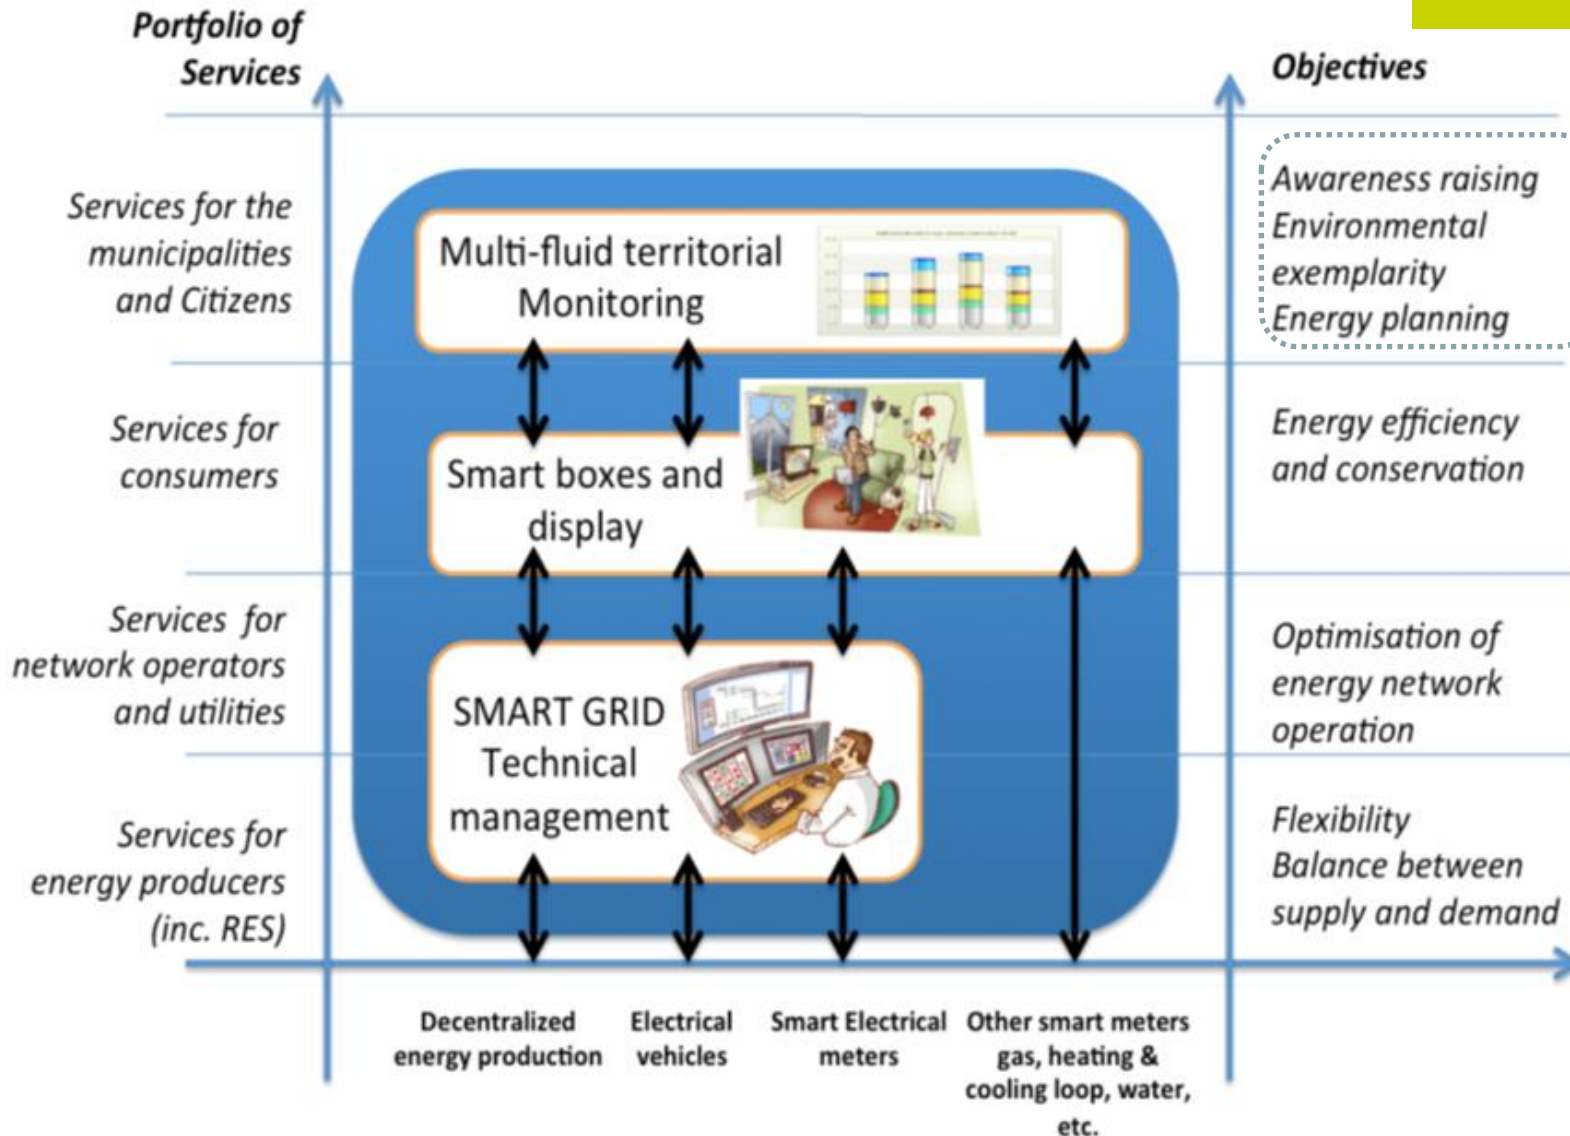 Portfolio of
Services
Objectives
Services for the
municipalities
and Citizens
Multi-fluid territorial
Monitoring
Awareness raising
Environmental
exemplarity
Energy planning
Services for
consumers
Smart boxes and
display
Energy efficiency
and conservation
Services for
network operators
and utilities
SMART GRID
Technical
management
Optimisation of
energy network
operation
Services for
energy producers
(inc. RES)
Flexibility
Balance between
supply and demand
Decentralized
energy production
Electrical
vehicles
Smart Electrical
meters
Other smart meters
gas, heating &
cooling loop, water,
etc.